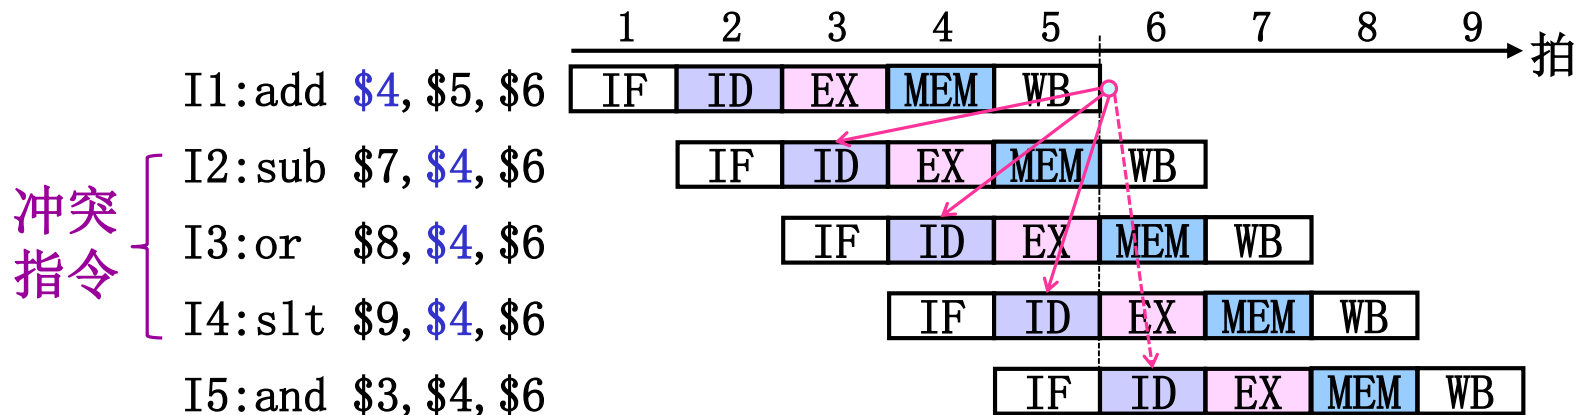 1 2 3 4 5 6 7 8 9
拍
I1:add $4,$5,$6 IF ID EX MEM WB
I2:sub $7,$4,$6 IF ID EX MEM WB
冲突
I3:or $8,$4,$6 IF ID EX MEM WB
指令
I4:slt $9,$4,$6 IF ID EX MEM WB
I5:and $3,$4,$6 IF ID EX MEM WB